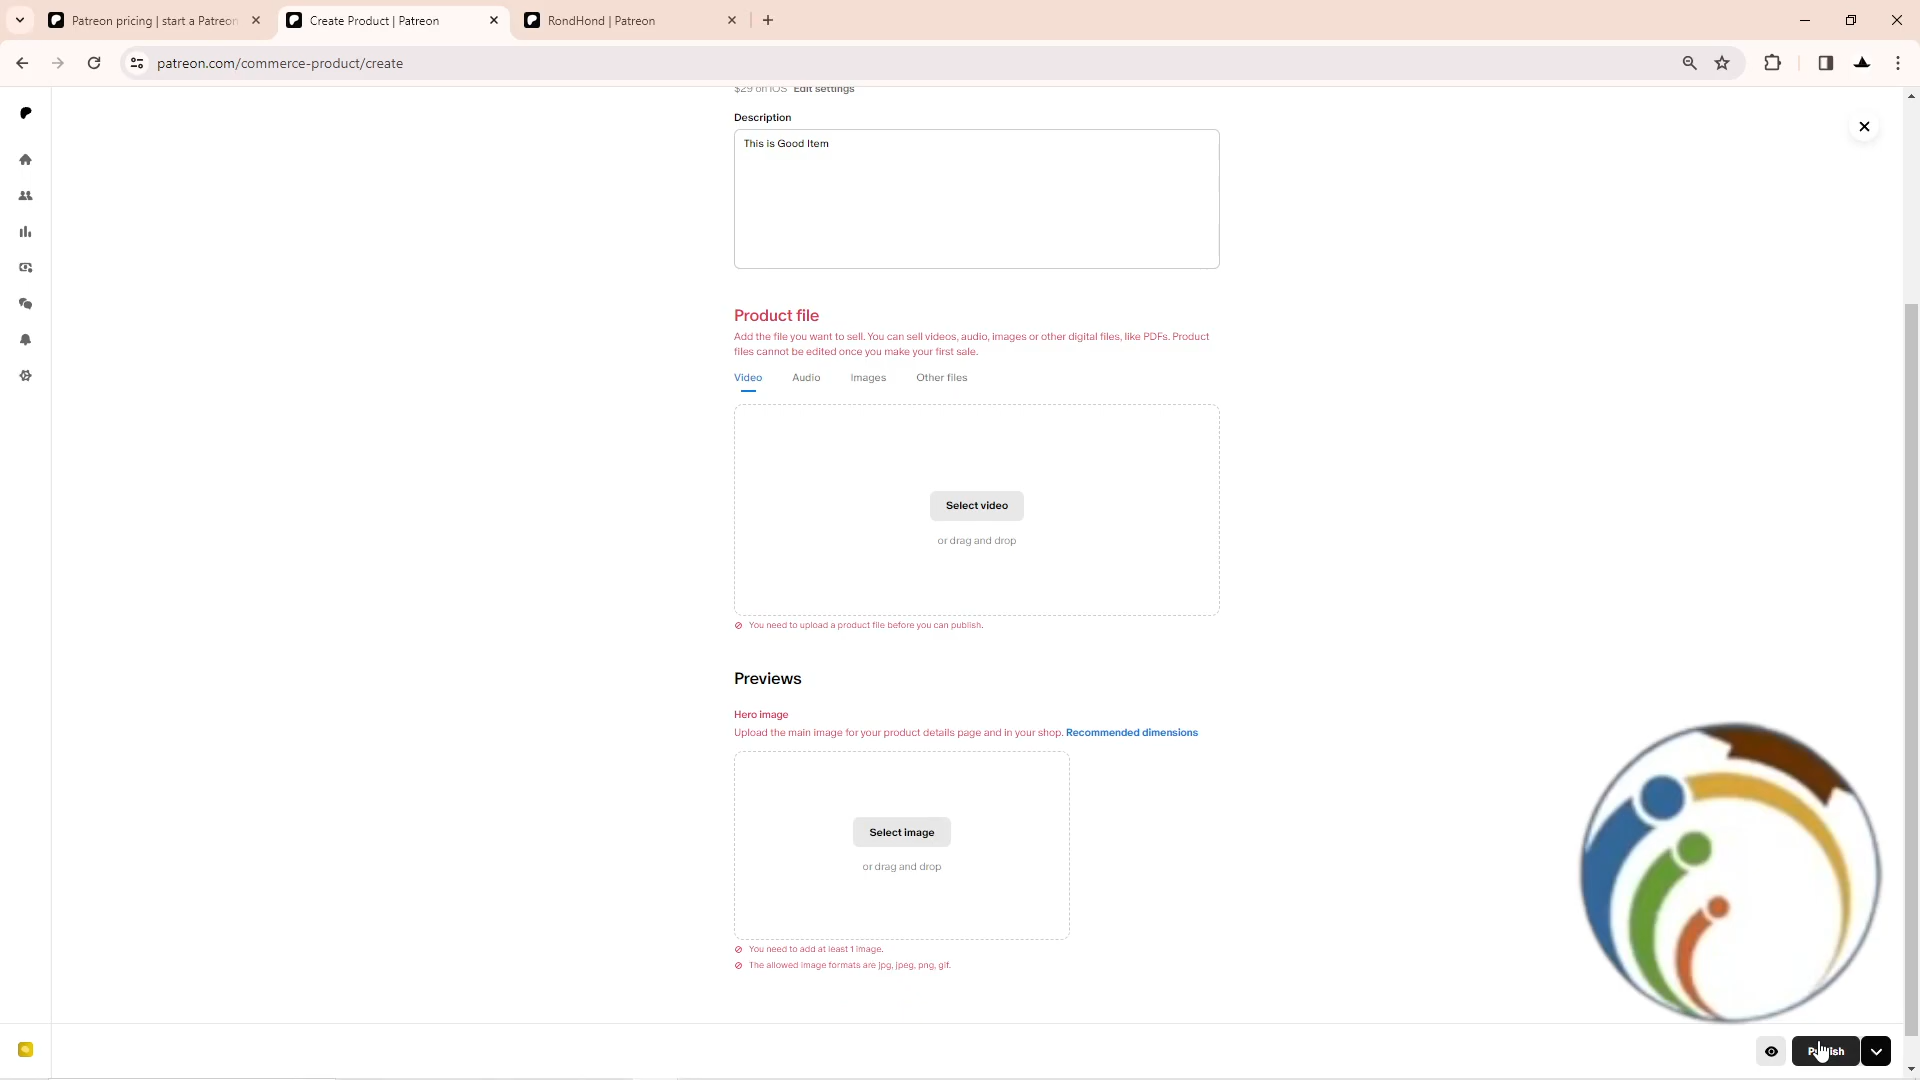 Patreon pricing | start a Patreon
Create Product | Patreon
RondHond | Patreon
patreon.com/commerce-product/create
$29 on iOS Edit settings
Description
This is Good Item
Product file
Add the file you want to sell. You can sell videos, audio, images or other digital files, like PDFs. Product
files cannot be edited once you make your first sale.
Video Audio Images Other files
Select video
or drag and drop
You need to upload a product file before you can publish.
Previews
Hero image
Upload the main image for your product details page and in your shop. Recommended dimensions
Select image
or drag and drop
You need to add at least 1 image.
The allowed image formats are jpg, jpeg, png, gif.
Publish